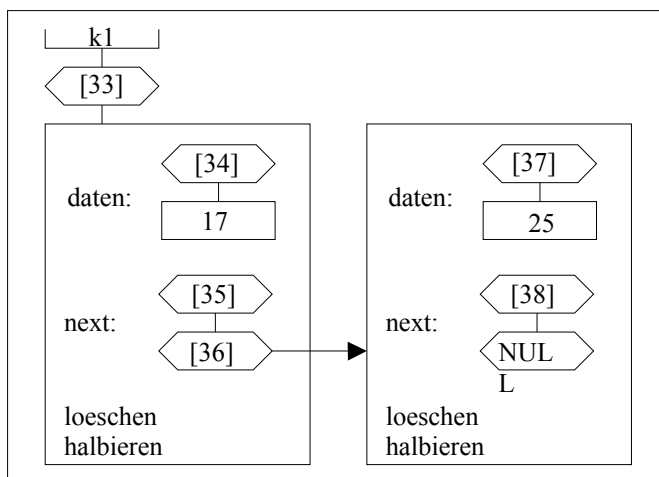 k1
[33]
[34]
daten:
17
[35]
next:
[36]
loeschen
halbieren
[37]
daten:
25
[38]
next:
NUL
L
loeschen
halbieren